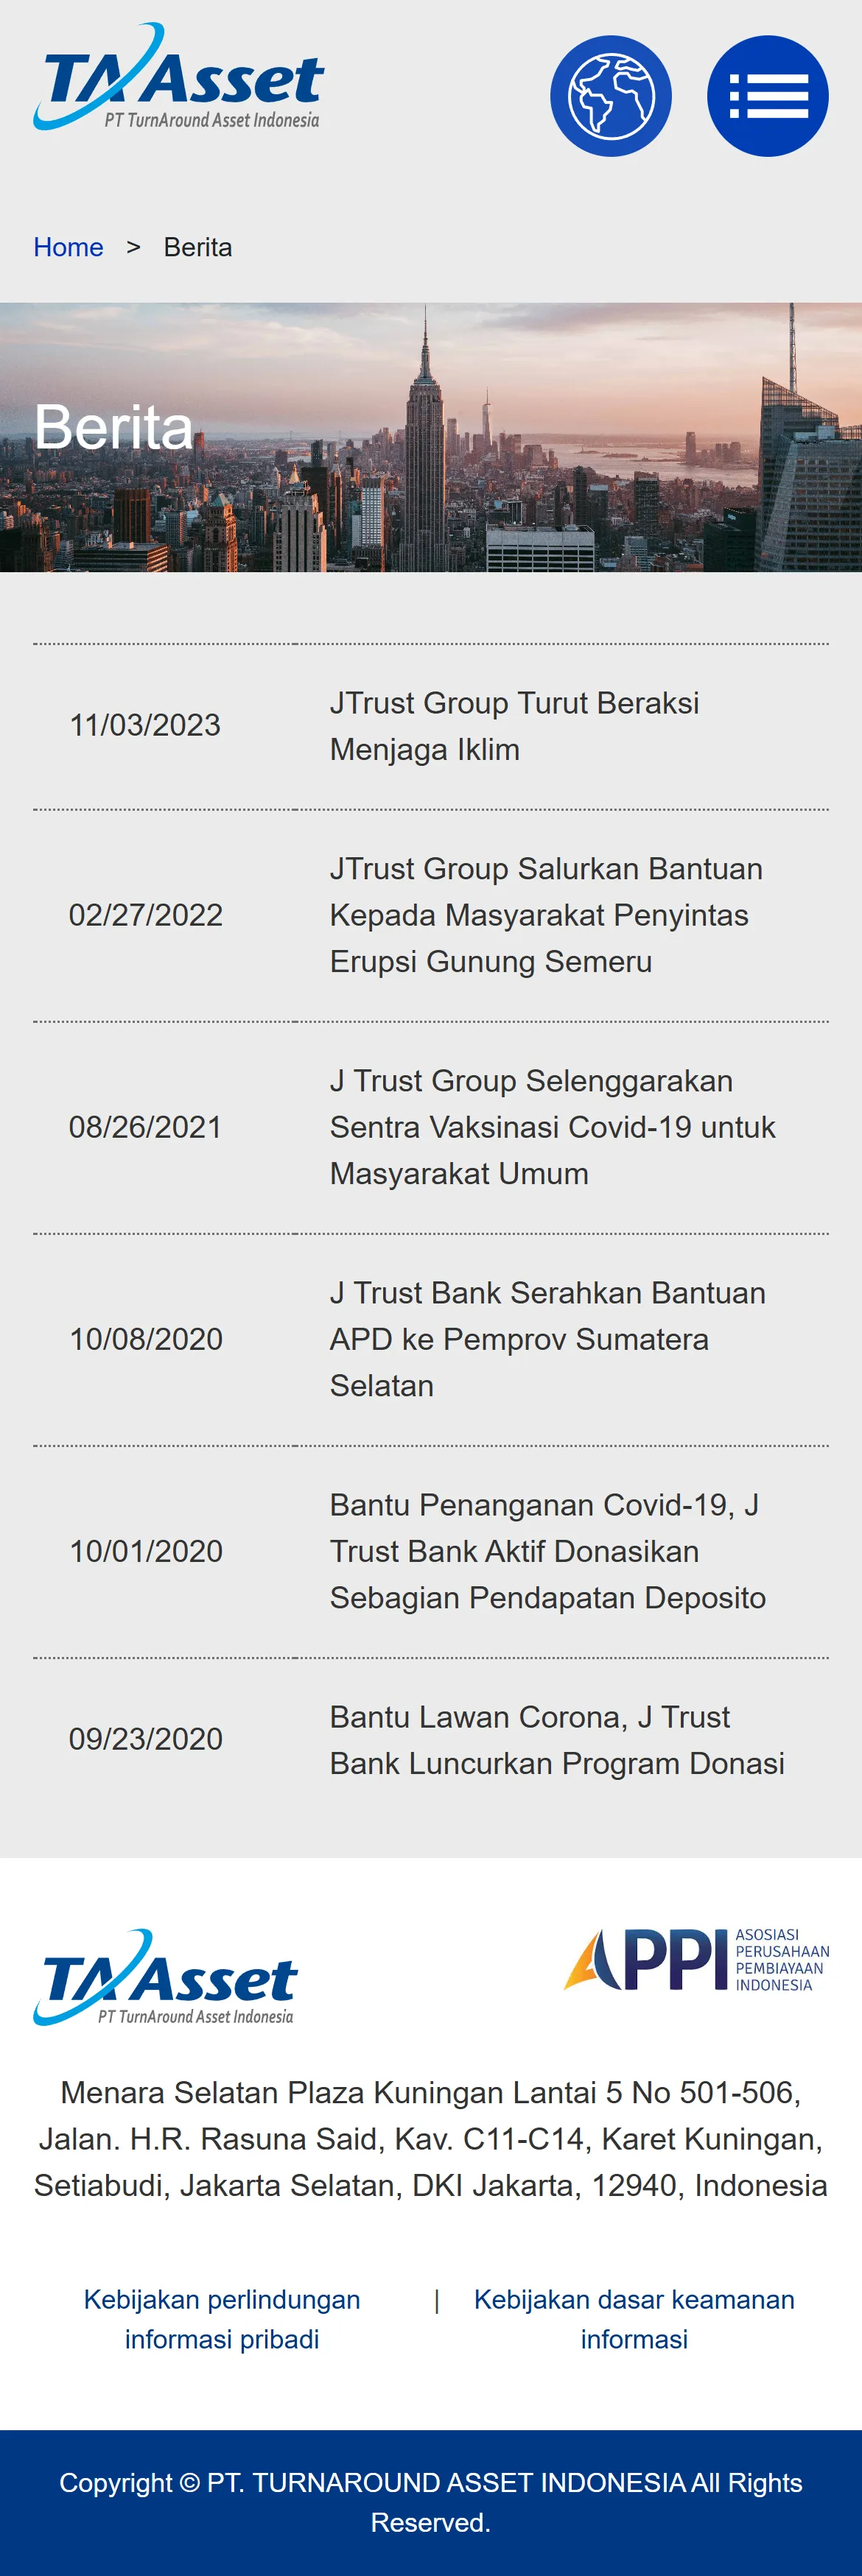 TA Asset
PT TurnAround Asset Indonesia
Home > Berita
Berita
11/03/2023
JTrust Group Turut Beraksi
Menjaga Iklim
02/27/2022
JTrust Group Salurkan Bantuan
Kepada Masyarakat Penyintas
Erupsi Gunung Semeru
08/26/2021
J Trust Group Selenggarakan
Sentra Vaksinasi Covid-19 untuk
Masyarakat Umum
10/08/2020
J Trust Bank Serahkan Bantuan
APD ke Pemprov Sumatera
Selatan
10/01/2020
Bantu Penanganan Covid-19, J
Trust Bank Aktif Donasikan
Sebagian Pendapatan Deposito
09/23/2020
Bantu Lawan Corona, J Trust
Bank Luncurkan Program Donasi
TA Asset
PT TurnAround Asset Indonesia
APPI
ASOSIASI
PERUSAHAAN
PEMBIAYAAN
INDONESIA
Menara Selatan Plaza Kuningan Lantai 5 No 501-506,
Jalan. H.R. Rasuna Said, Kav. C11-C14, Karet Kuningan,
Setiabudi, Jakarta Selatan, DKI Jakarta, 12940, Indonesia
Kebijakan perlindungan
informasi pribadi
|
Kebijakan dasar keamanan
informasi
Copyright © PT. TURNAROUND ASSET INDONESIA All Rights
Reserved.